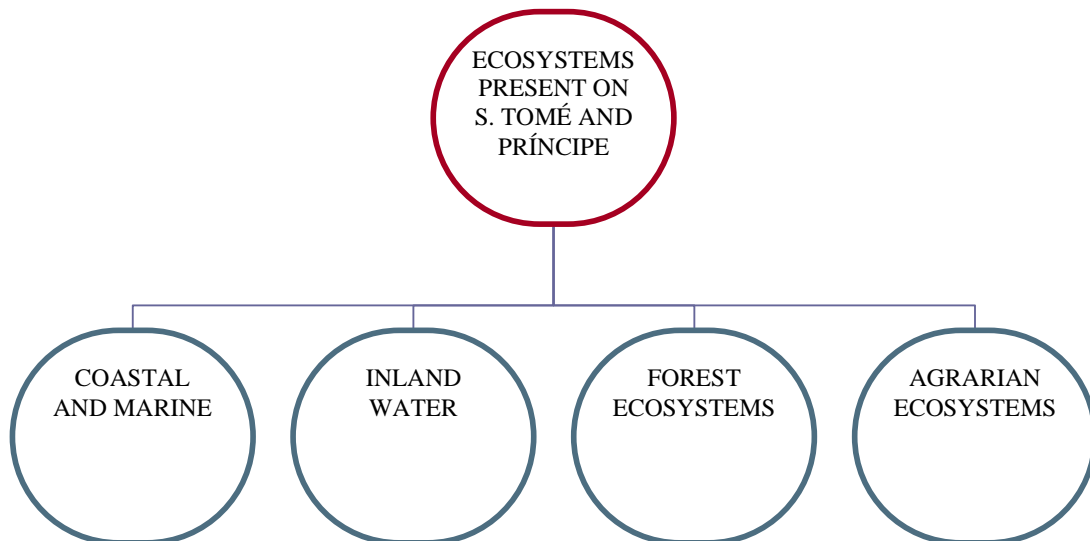 ECOSYSTEMS
PRESENT ON
S. TOMÉ AND
PRÍNCIPE
COASTAL
AND MARINE
INLAND
WATER
FOREST
ECOSYSTEMS
AGRARIAN
ECOSYSTEMS